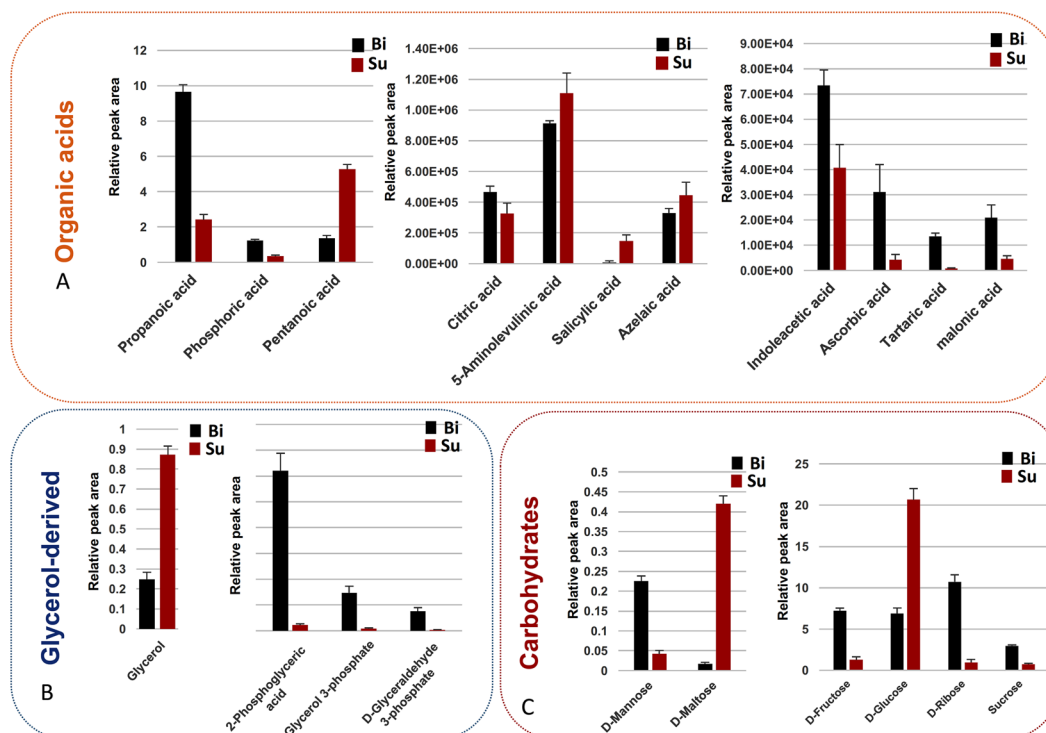 Organic acids
A
Relative peak area
12
10
8
6
4
2
0
Bi
Su
Propanoic acid
Phosphoric acid
Pentanoic acid
Relative peak area
1.40E+06
1.20E+06
1.00E+06
8.00E+05
6.00E+05
4.00E+05
2.00E+05
0.00E+00
Bi
Su
Citric acid
5-Aminolevulinic acid
Salicylic acid
Azelaic acid
Relative peak area
9.00E+04
8.00E+04
7.00E+04
6.00E+04
5.00E+04
4.00E+04
3.00E+04
2.00E+04
1.00E+04
0.00E+00
Bi
Su
Indoleacetic acid
Ascorbic acid
Tartaric acid
malonic acid
Glycerol-derived
B
Relative peak area
1
0.9
0.8
0.7
0.6
0.5
0.4
0.3
0.2
0.1
0
Bi
Su
Glycerol
Relative peak area
Bi
Su
2-Phosphoglyceric
acid
Glycerol 3-phosphate
D-Glyceraldehyde
3-phosphate
Carbohydrates
C
Relative peak area
0.5
0.45
0.4
0.35
0.3
0.25
0.2
0.15
0.1
0.05
0
Bi
Su
D-Mannose
D-Maltose
Relative peak area
25
20
15
10
5
0
Bi
Su
D-Fructose
D-Glucose
D-Ribose
Sucrose